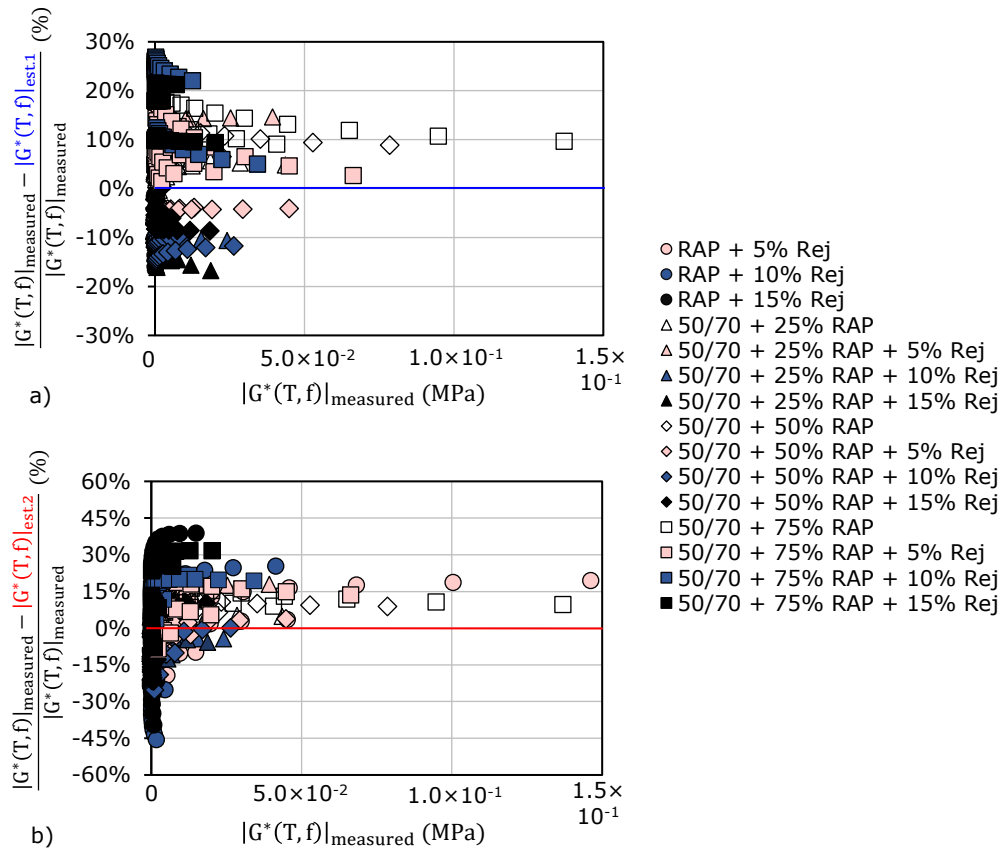 |G*(T,f)|measured − |G*(T,f)|est.1 (%)
|G*(T,f)|measured
30%
20%
10%
0%
-10%
-20%
-30%
0
5.0×10-2
1.0×10-1
1.5×
10-1
a)
|G*(T,f)|measured (MPa)
RAP + 5% Rej
RAP + 10% Rej
RAP + 15% Rej
50/70 + 25% RAP
50/70 + 25% RAP + 5% Rej
50/70 + 25% RAP + 10% Rej
50/70 + 25% RAP + 15% Rej
50/70 + 50% RAP
50/70 + 50% RAP + 5% Rej
50/70 + 50% RAP + 10% Rej
50/70 + 50% RAP + 15% Rej
50/70 + 75% RAP
50/70 + 75% RAP + 5% Rej
50/70 + 75% RAP + 10% Rej
50/70 + 75% RAP + 15% Rej
|G*(T,f)|measured − |G*(T,f)|est.2 (%)
|G*(T,f)|measured
60%
45%
30%
15%
0%
-15%
-30%
-45%
-60%
0
5.0×10-2
1.0×10-1
1.5×
10-1
b)
|G*(T,f)|measured (MPa)